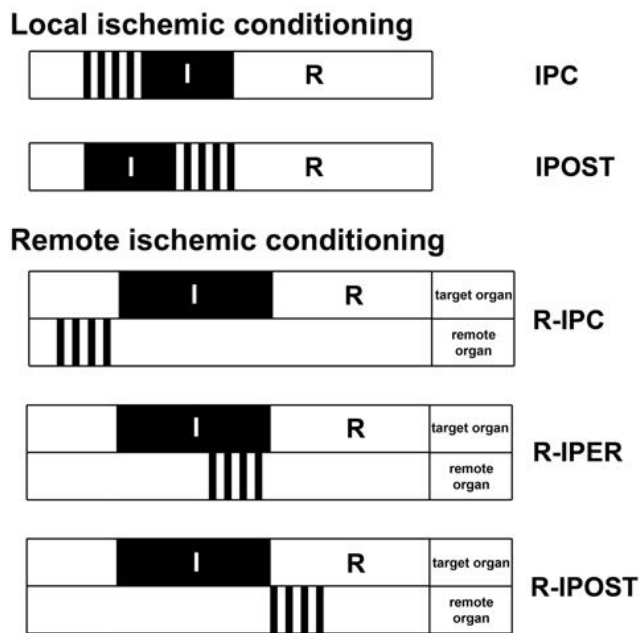 Local ischemic conditioning
I R IPC
I R IPOST
Remote ischemic conditioning
I R target organ R-IPC
remote
organ
I R target organ R-IPER
remote
organ
I R target organ R-IPOST
remote
organ